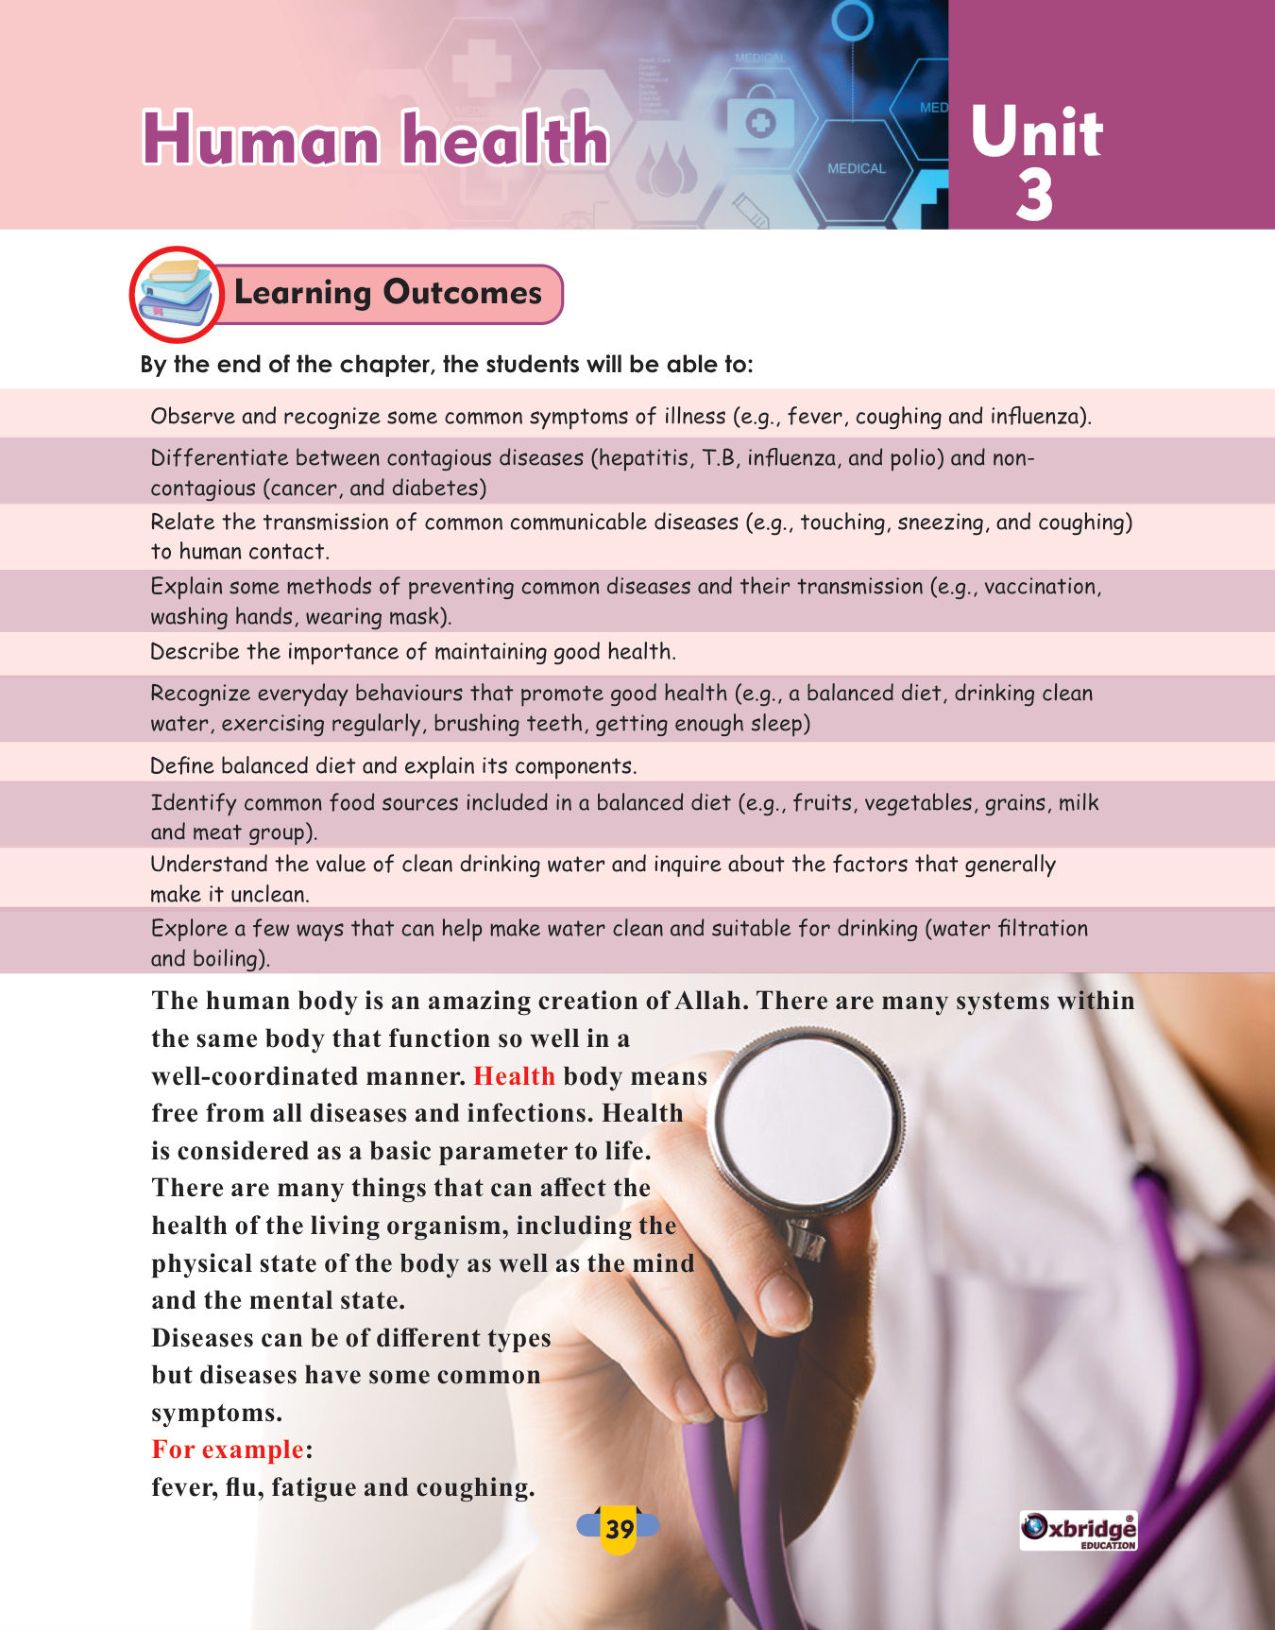 Human health
Unit
3
MEDICAL
MEDICAL
MED
Learning Outcomes
By the end of the chapter, the students will be able to:
Observe and recognize some common symptoms of illness (e.g., fever, coughing and influenza).
Differentiate between contagious diseases (hepatitis, T.B, influenza, and polio) and non-
contagious (cancer, and diabetes)
Relate the transmission of common communicable diseases (e.g., touching, sneezing, and coughing)
to human contact.
Explain some methods of preventing common diseases and their transmission (e.g., vaccination,
washing hands, wearing mask).
Describe the importance of maintaining good health.
Recognize everyday behaviours that promote good health (e.g., a balanced diet, drinking clean
water, exercising regularly, brushing teeth, getting enough sleep)
Define balanced diet and explain its components.
Identify common food sources included in a balanced diet (e.g., fruits, vegetables, grains, milk
and meat group).
Understand the value of clean drinking water and inquire about the factors that generally
make it unclean.
Explore a few ways that can help make water clean and suitable for drinking (water filtration
and boiling).
The human body is an amazing creation of Allah. There are many systems within
the same body that function so well in a
well-coordinated manner. Health body means
free from all diseases and infections. Health
is considered as a basic parameter to life.
There are many things that can affect the
health of the living organism, including the
physical state of the body as well as the mind
and the mental state.
Diseases can be of different types
but diseases have some common
symptoms.
For example:
fever, flu, fatigue and coughing.
39
Oxbridge®
EDUCATION